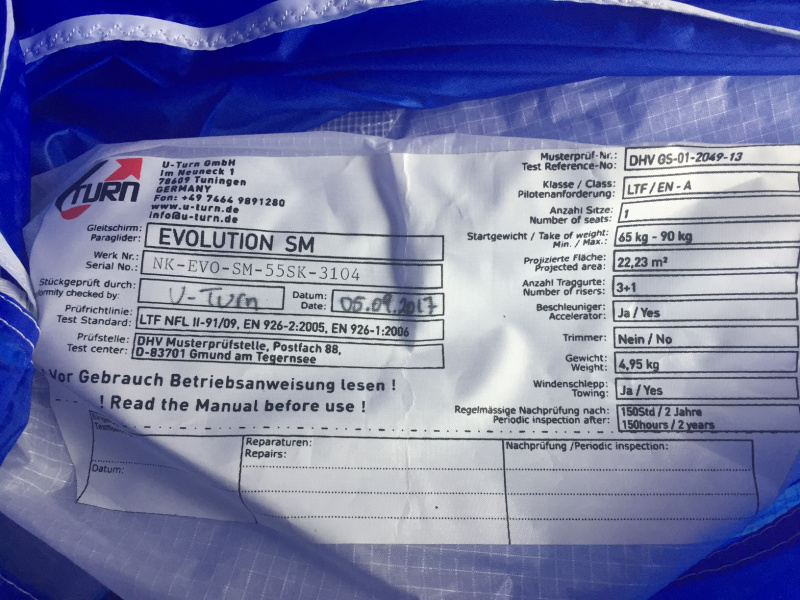 TURN
U-Turn GmbH
Im Neuneck 1
78609 Tuningen
GERMANY
Fon: +49 7464 9891280
www.u-turn.de
info@u-turn.de
Gleitschirm:
Paraglider:
EVOLUTION SM
Werk Nr.:
Serial No.:
NK-EVO-SM-55SK-3104
Stückgeprüft durch:
ormity checked by:
U-Turn
Datum:
Date:
05.09.2017
Prüfrichtlinie:
Test Standard:
LTF NFL II-91/09, EN 926-2:2005, EN 926-1:2006
Prüfstelle:
Test center:
DHV Musterprüfstelle, Postfach 88,
D-83701 Gmund am Tegernsee
Vor Gebrauch Betriebsanweisung lesen !
! Read the Manual before use !
Musterprüf-Nr.:
Test Reference-No:
DHV GS-01-2049-13
Klasse / Class:
Pilotenanforderung:
LTF / EN - A
Anzahl Sitze:
Number of seats:
1
Startgewicht / Take of weight:
Min. / Max.:
65 kg - 90 kg
Projizierte Fläche:
Projected area:
22,23 m²
Anzahl Traggurte:
Number of risers:
3+1
Beschleuniger:
Accelerator:
Ja / Yes
Trimmer:
Nein / No
Gewicht:
Weight:
4,95 kg
Windenschlepp:
Towing:
Ja / Yes
Regelmässige Nachprüfung nach:
Periodic inspection after:
150Std / 2 Jahre
150hours / 2 years
Datum:
Reparaturen:
Repairs:
Nachprüfung /Periodic inspection: